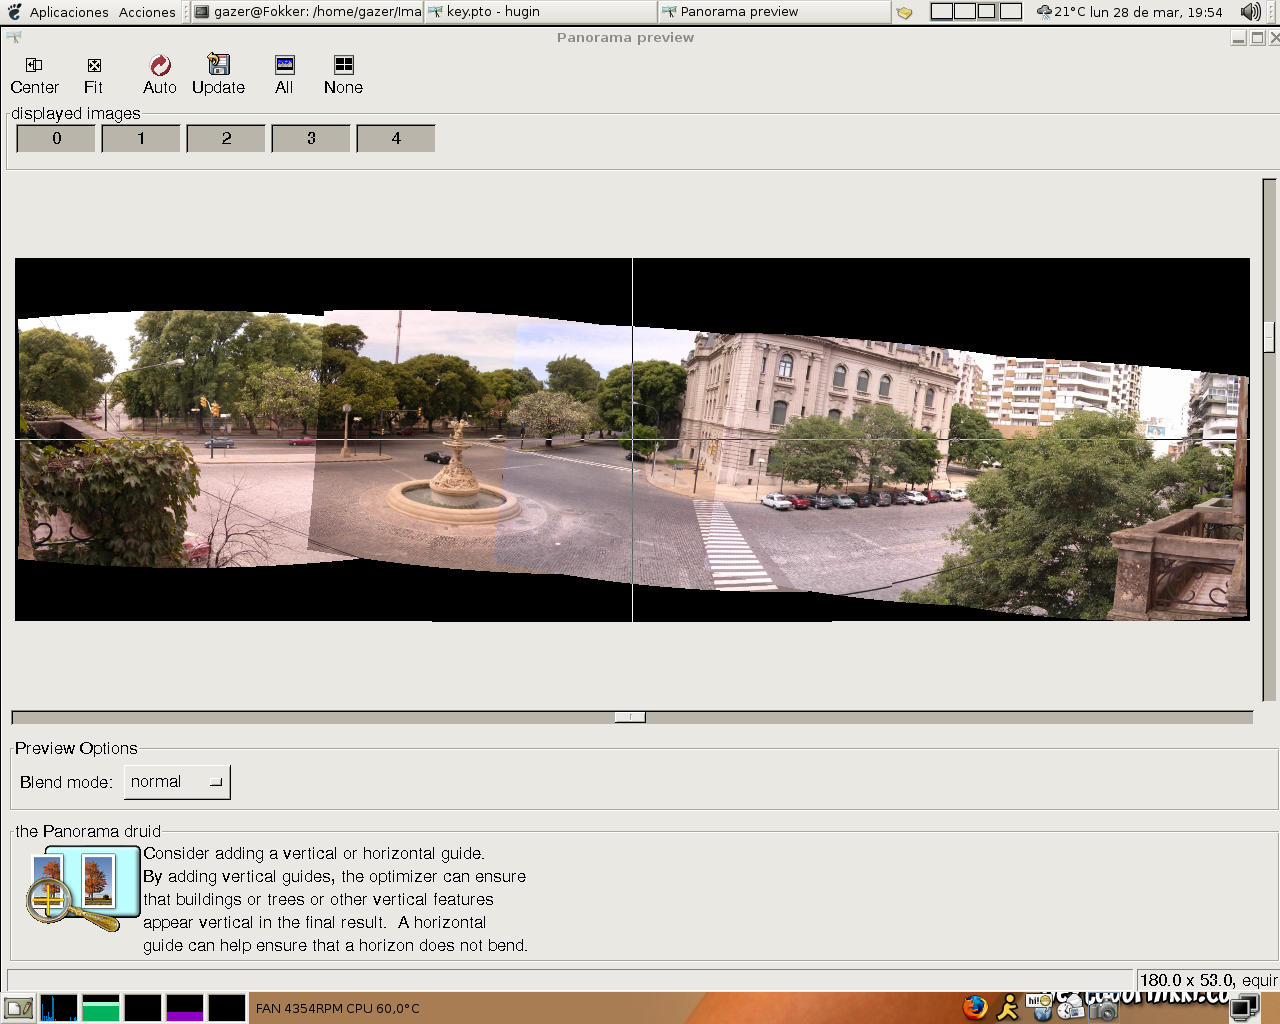 Aplicaciones Acciones gazer@Fokker: /home/gazer/Ima key.pto - hugin Panorama preview 21°C lun 28 de mar, 19:54
Panorama preview
Center Fit Auto Update All None
displayed images
0 1 2 3 4
Preview Options
Blend mode: normal
the Panorama druid
Consider adding a vertical or horizontal guide.
By adding vertical guides, the optimizer can ensure
that buildings or trees or other vertical features
appear vertical in the final result. A horizontal
guide can help ensure that a horizon does not bend.
180.0 x 53.0, equir
FAN 4354RPM CPU 60,0°C
hi!